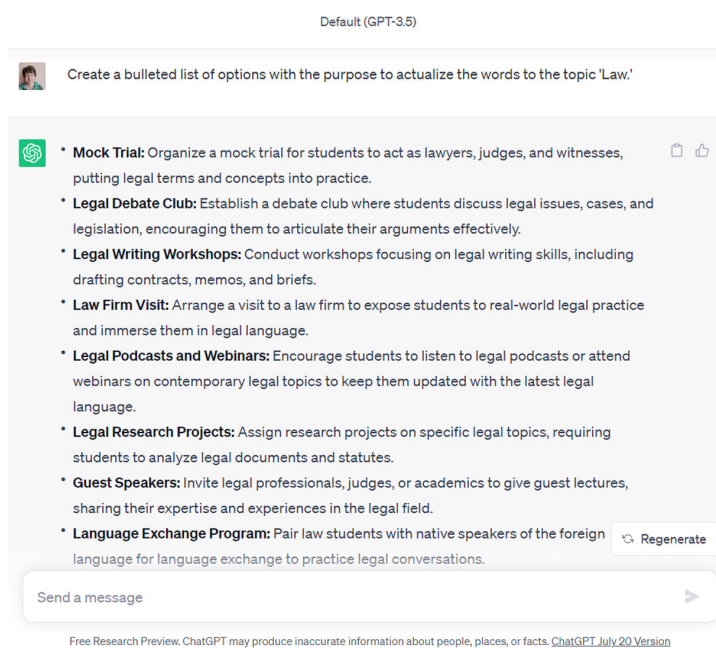 Default (GPT-3.5)
Create a bulleted list of options with the purpose to actualize the words to the topic 'Law.'
• Mock Trial: Organize a mock trial for students to act as lawyers, judges, and witnesses,
putting legal terms and concepts into practice.
• Legal Debate Club: Establish a debate club where students discuss legal issues, cases, and
legislation, encouraging them to articulate their arguments effectively.
• Legal Writing Workshops: Conduct workshops focusing on legal writing skills, including
drafting contracts, memos, and briefs.
• Law Firm Visit: Arrange a visit to a law firm to expose students to real-world legal practice
and immerse them in legal language.
• Legal Podcasts and Webinars: Encourage students to listen to legal podcasts or attend
webinars on contemporary legal topics to keep them updated with the latest legal
language.
• Legal Research Projects: Assign research projects on specific legal topics, requiring
students to analyze legal documents and statutes.
• Guest Speakers: Invite legal professionals, judges, or academics to give guest lectures,
sharing their expertise and experiences in the legal field.
• Language Exchange Program: Pair law students with native speakers of the foreign
Regenerate
language for language exchange to practice legal conversations.
Send a message
Free Research Preview. ChatGPT may produce inaccurate information about people, places, or facts. ChatGPT July 20 Version